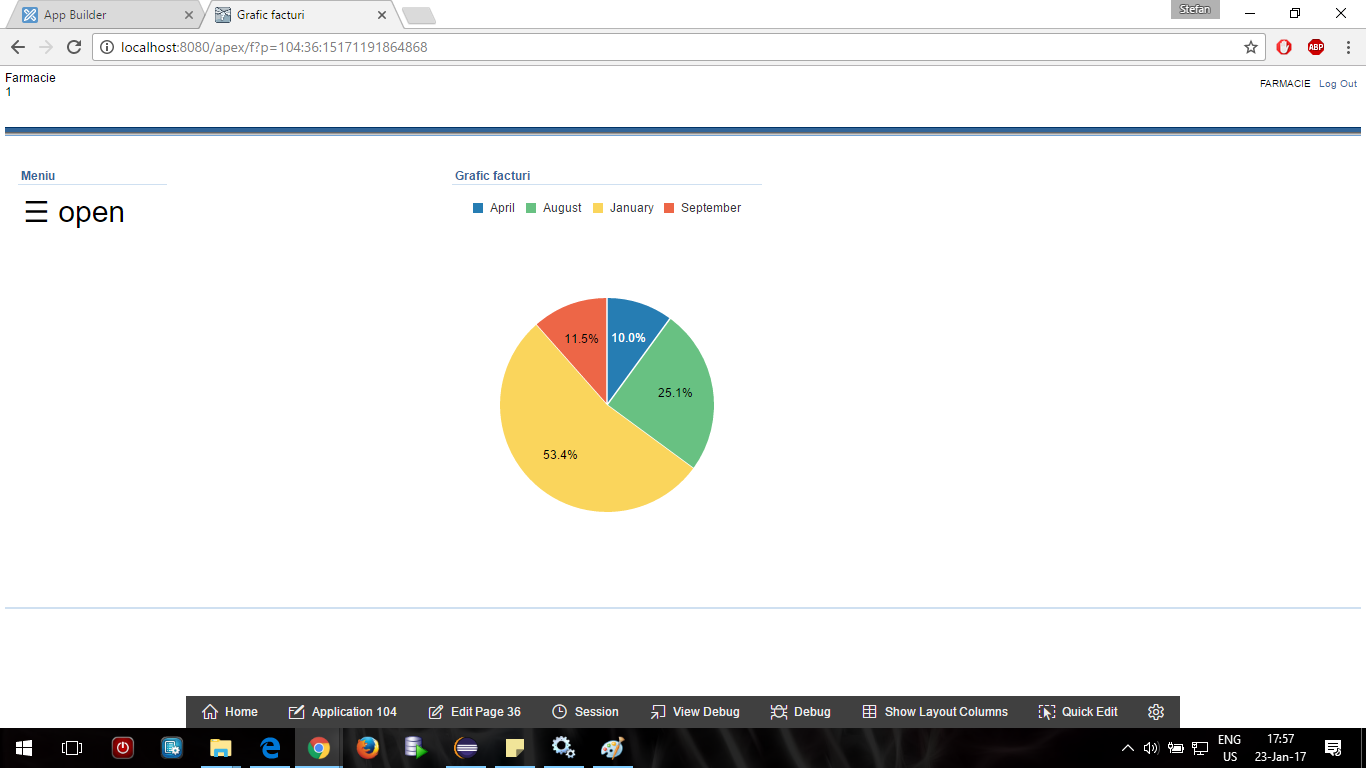 App Builder
Grafic facturi
Stefan
localhost:8080/apex/f?p=104:36:15171191864868
ABP
Farmacie
1
FARMACIE Log Out
Meniu
☰ open
Grafic facturi
April August January September
11.5%
10.0%
25.1%
53.4%
Home Application 104 Edit Page 36 Session View Debug Debug Show Layout Columns Quick Edit
ENG
US
17:57
23-Jan-17